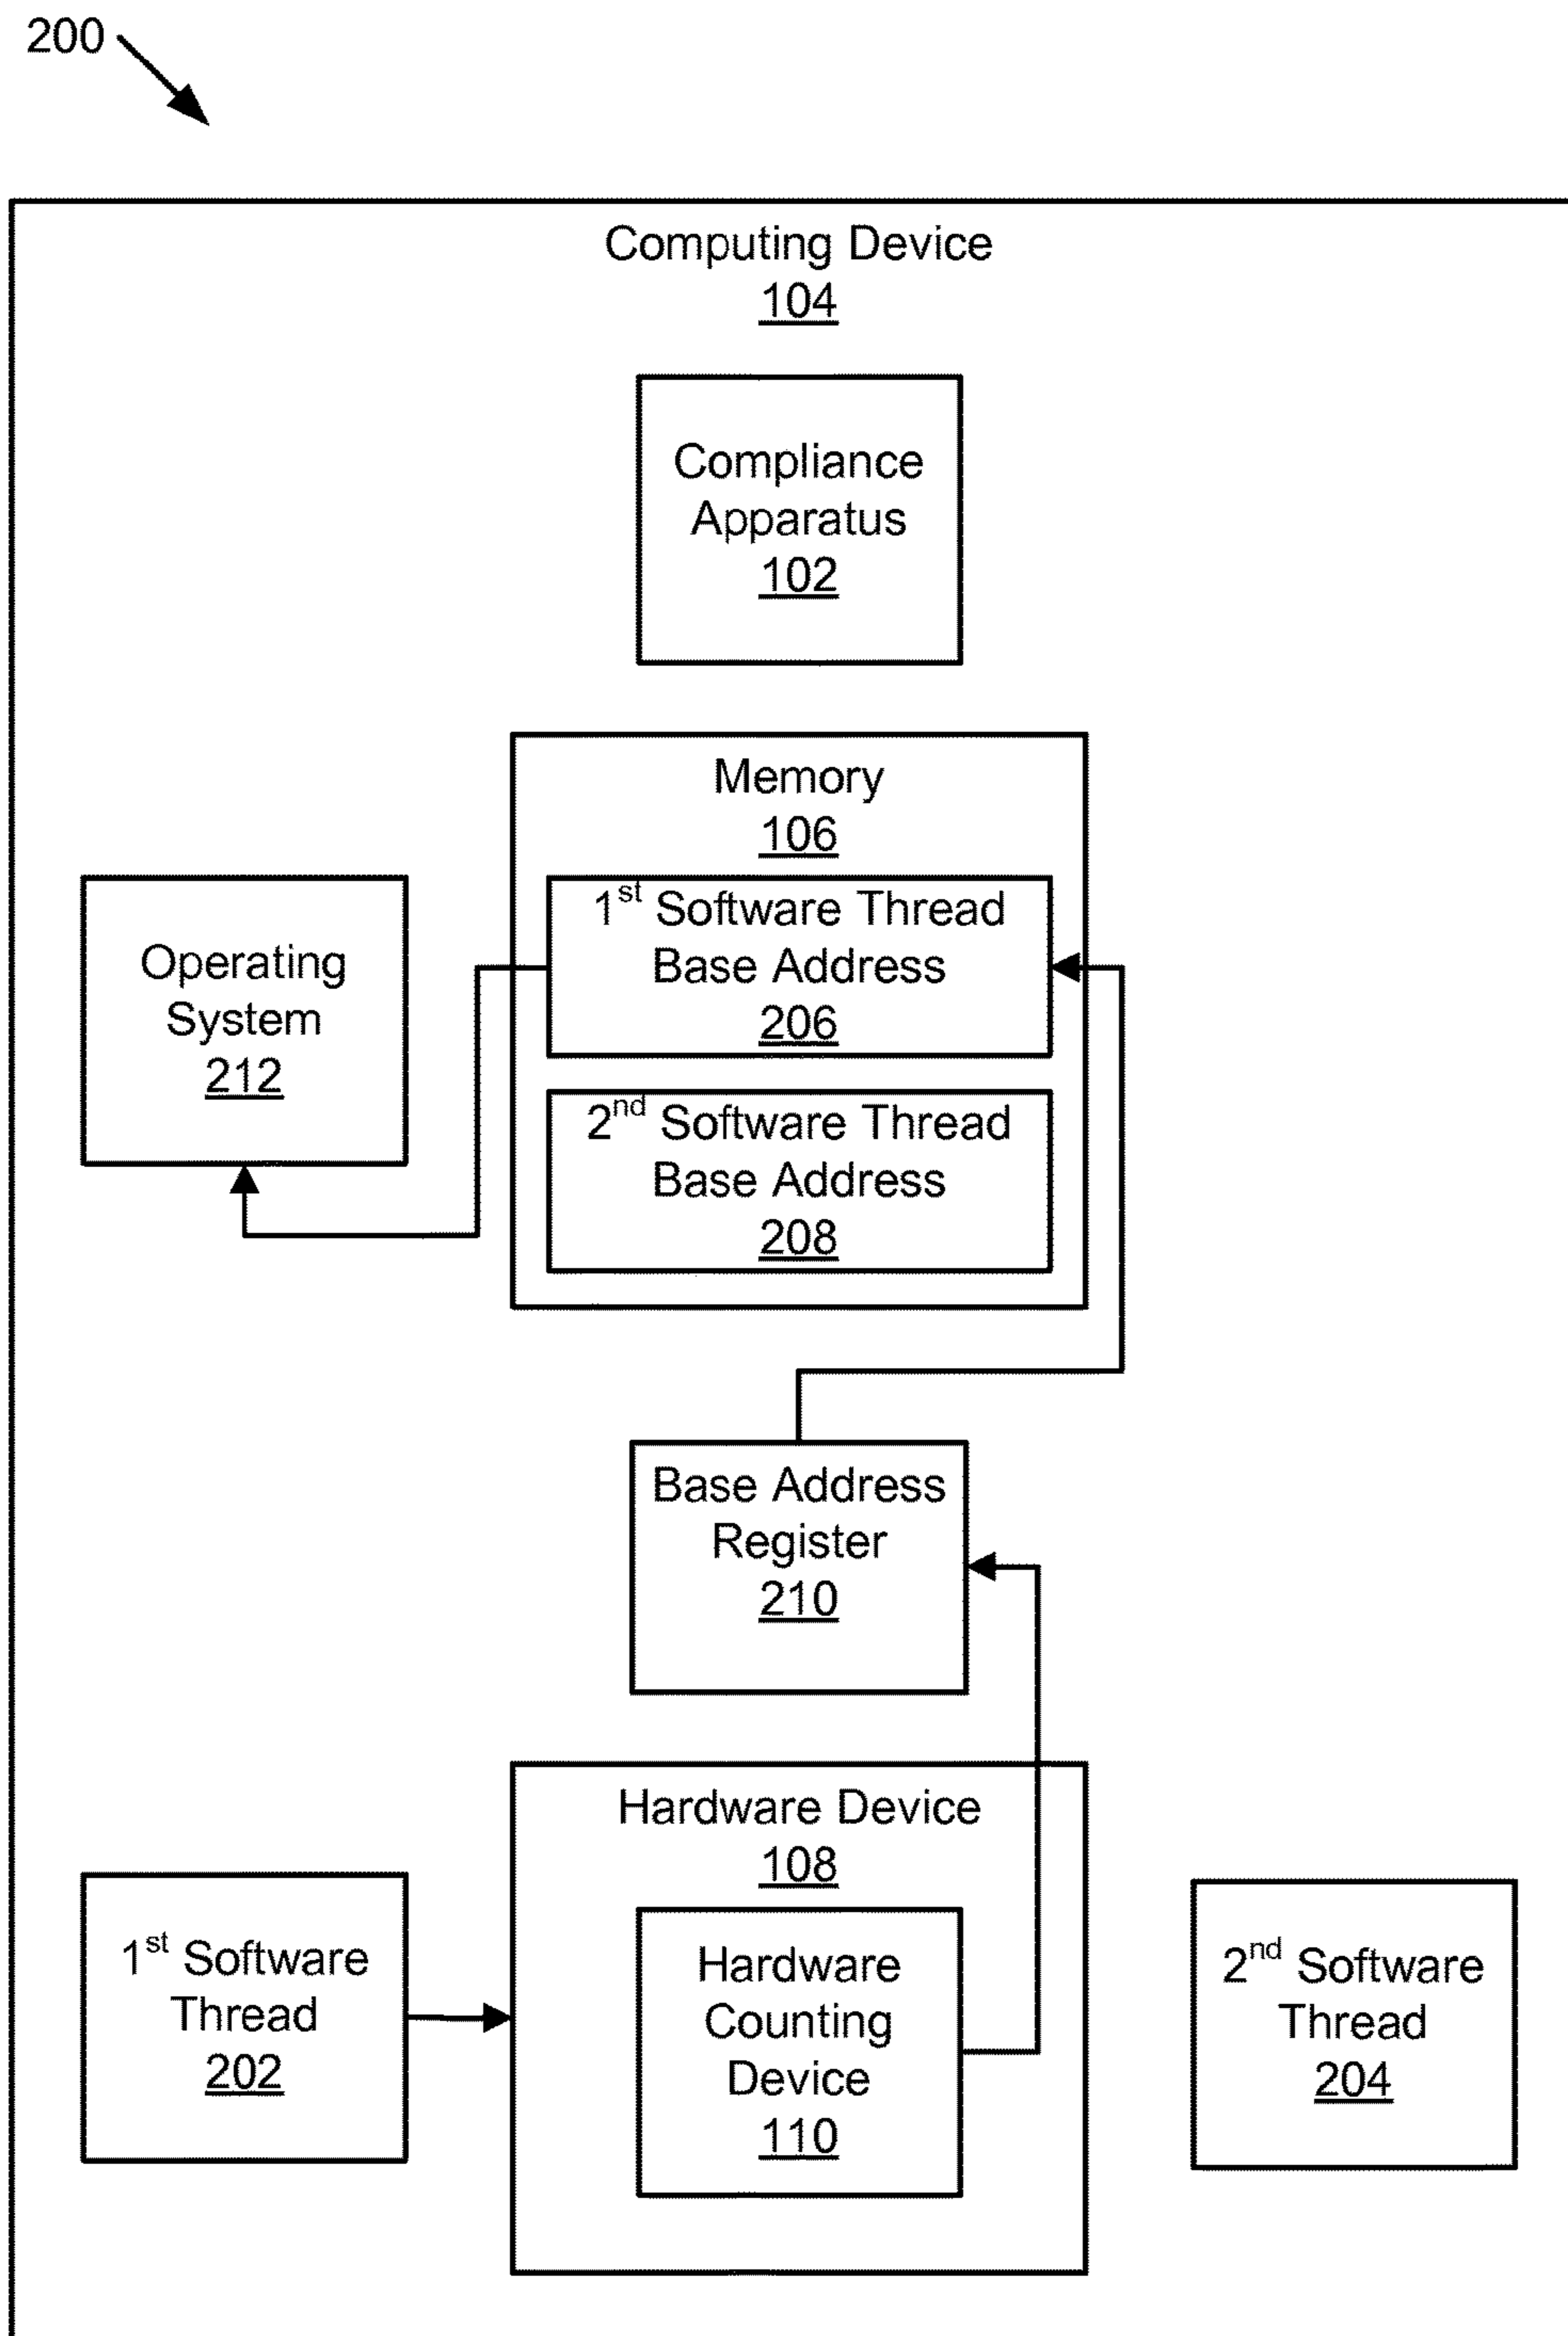 200
Computing Device
104
Compliance
Apparatus
102
Memory
106
1st Software Thread
Base Address
206
Operating
System
212
2nd Software Thread
Base Address
208
Base Address
Register
210
Hardware Device
108
1st Software
Thread
202
Hardware
Counting
Device
110
2nd Software
Thread
204